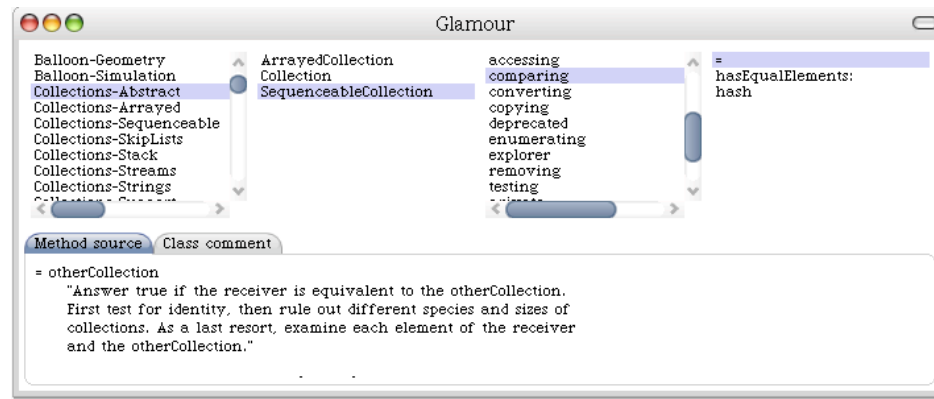 Glamour
Balloon-Geometry
Balloon-Simulation
Collections-Abstract
Collections-Arrayed
Collections-Sequenceable
Collections-SkipLists
Collections-Stack
Collections-Streams
Collections-Strings
ArrayedCollection
Collection
SequenceableCollection
accessing
comparing
converting
copying
deprecated
enumerating
explorer
removing
testing
=
hasEqualElements:
hash
Method source
Class comment
= otherCollection
"Answer true if the receiver is equivalent to the otherCollection.
First test for identity, then rule out different species and sizes of
collections. As a last resort, examine each element of the receiver
and the otherCollection."